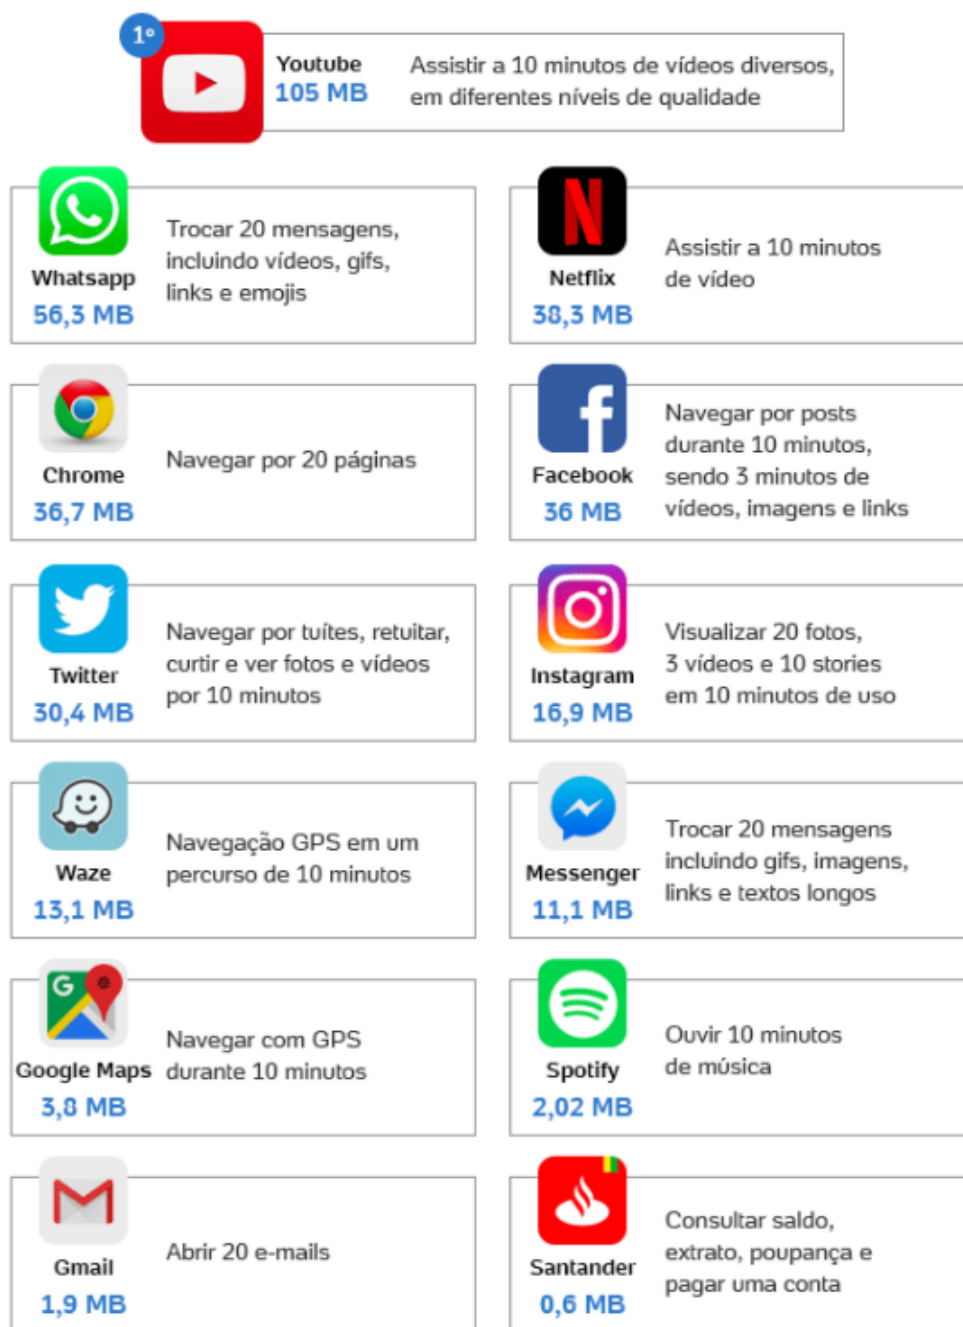 1º
Youtube
105 MB
Assistir a 10 minutos de vídeos diversos,
em diferentes níveis de qualidade
Whatsapp
56,3 MB
Trocar 20 mensagens,
incluindo vídeos, gifs,
links e emojis
N
Netflix
38,3 MB
Assistir a 10 minutos
de vídeo
Chrome
36,7 MB
Navegar por 20 páginas
f
Facebook
36 MB
Navegar por posts
durante 10 minutos,
sendo 3 minutos de
vídeos, imagens e links
Twitter
30,4 MB
Navegar por tuítes, retuitar,
curtir e ver fotos e vídeos
por 10 minutos
Instagram
16,9 MB
Visualizar 20 fotos,
3 vídeos e 10 stories
em 10 minutos de uso
Waze
13,1 MB
Navegação GPS em um
percurso de 10 minutos
Messenger
11,1 MB
Trocar 20 mensagens
incluindo gifs, imagens,
links e textos longos
G
Google Maps
3,8 MB
Navegar com GPS
durante 10 minutos
Spotify
2,02 MB
Ouvir 10 minutos
de música
Gmail
1,9 MB
Abrir 20 e-mails
Santander
0,6 MB
Consultar saldo,
extrato, poupança e
pagar uma conta